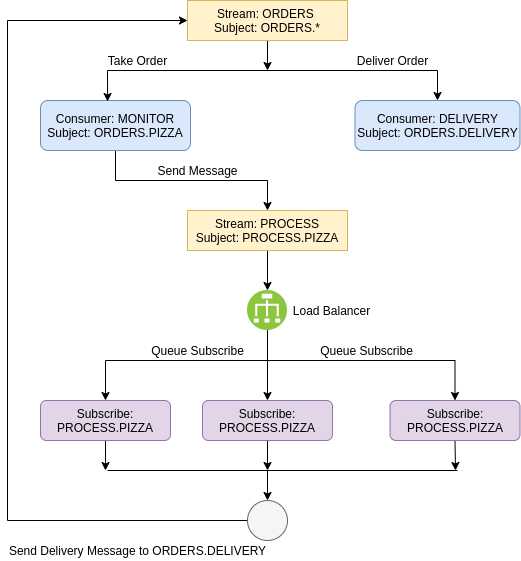 Stream: ORDERS
Subject: ORDERS.*
Take Order
Deliver Order
Consumer: MONITOR
Subject: ORDERS.PIZZA
Consumer: DELIVERY
Subject: ORDERS.DELIVERY
Send Message
Stream: PROCESS
Subject: PROCESS.PIZZA
Load Balancer
Queue Subscribe
Queue Subscribe
Subscribe:
PROCESS.PIZZA
Subscribe:
PROCESS.PIZZA
Subscribe:
PROCESS.PIZZA
Send Delivery Message to ORDERS.DELIVERY